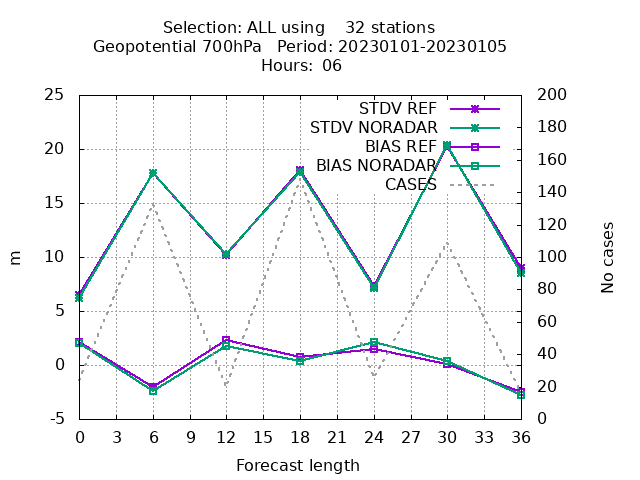 Selection: ALL using    32 stations
Geopotential 700hPa   Period: 20230101-20230105
Hours: 06
25
20
15
10
5
0
-5
m
STDV REF
STDV NORADAR
BIAS REF
BIAS NORADAR
CASES
200
180
160
140
120
100
80
60
40
20
0
No cases
0 3 6 9 12 15 18 21 24 27 30 33 36
Forecast length